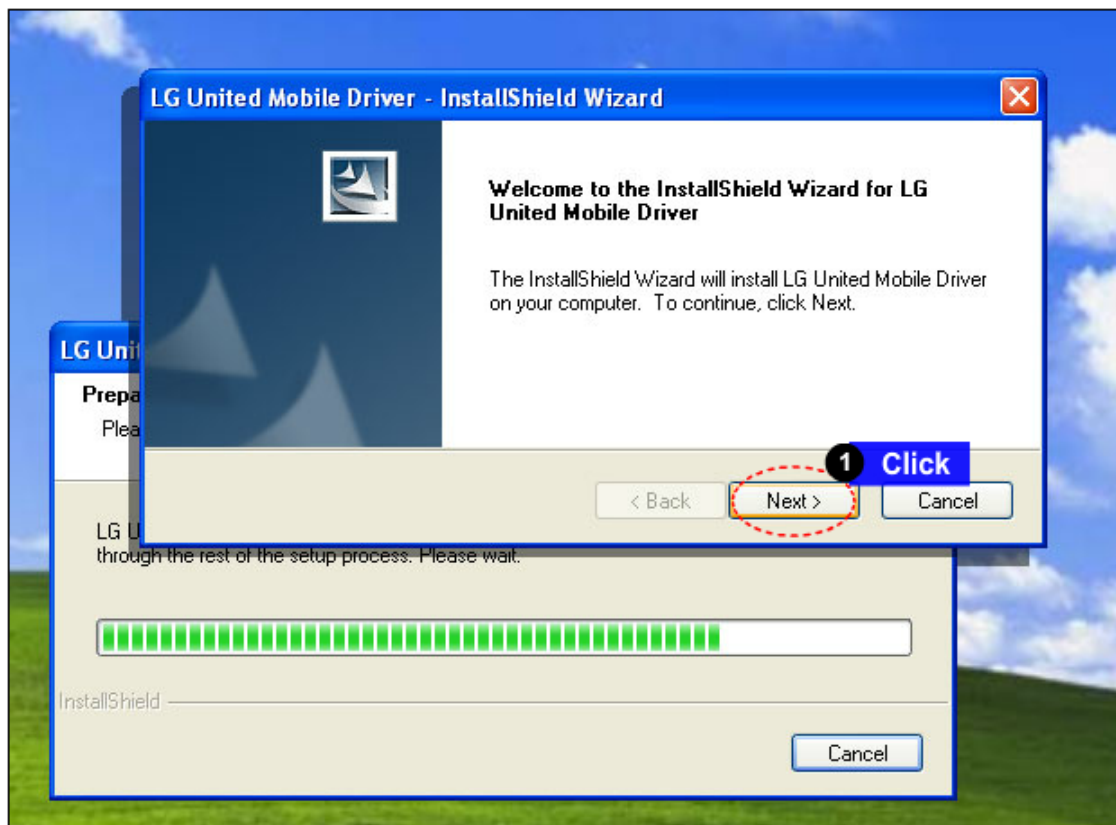 LG United Mobile Driver - InstallShield Wizard
Welcome to the InstallShield Wizard for LG
United Mobile Driver
The InstallShield Wizard will install LG United Mobile Driver
on your computer. To continue, click Next.
1 Click
< Back Next > Cancel
LG Unit
Prepa
Plea
LG U
through the rest of the setup process. Please wait.
InstallShield
Cancel